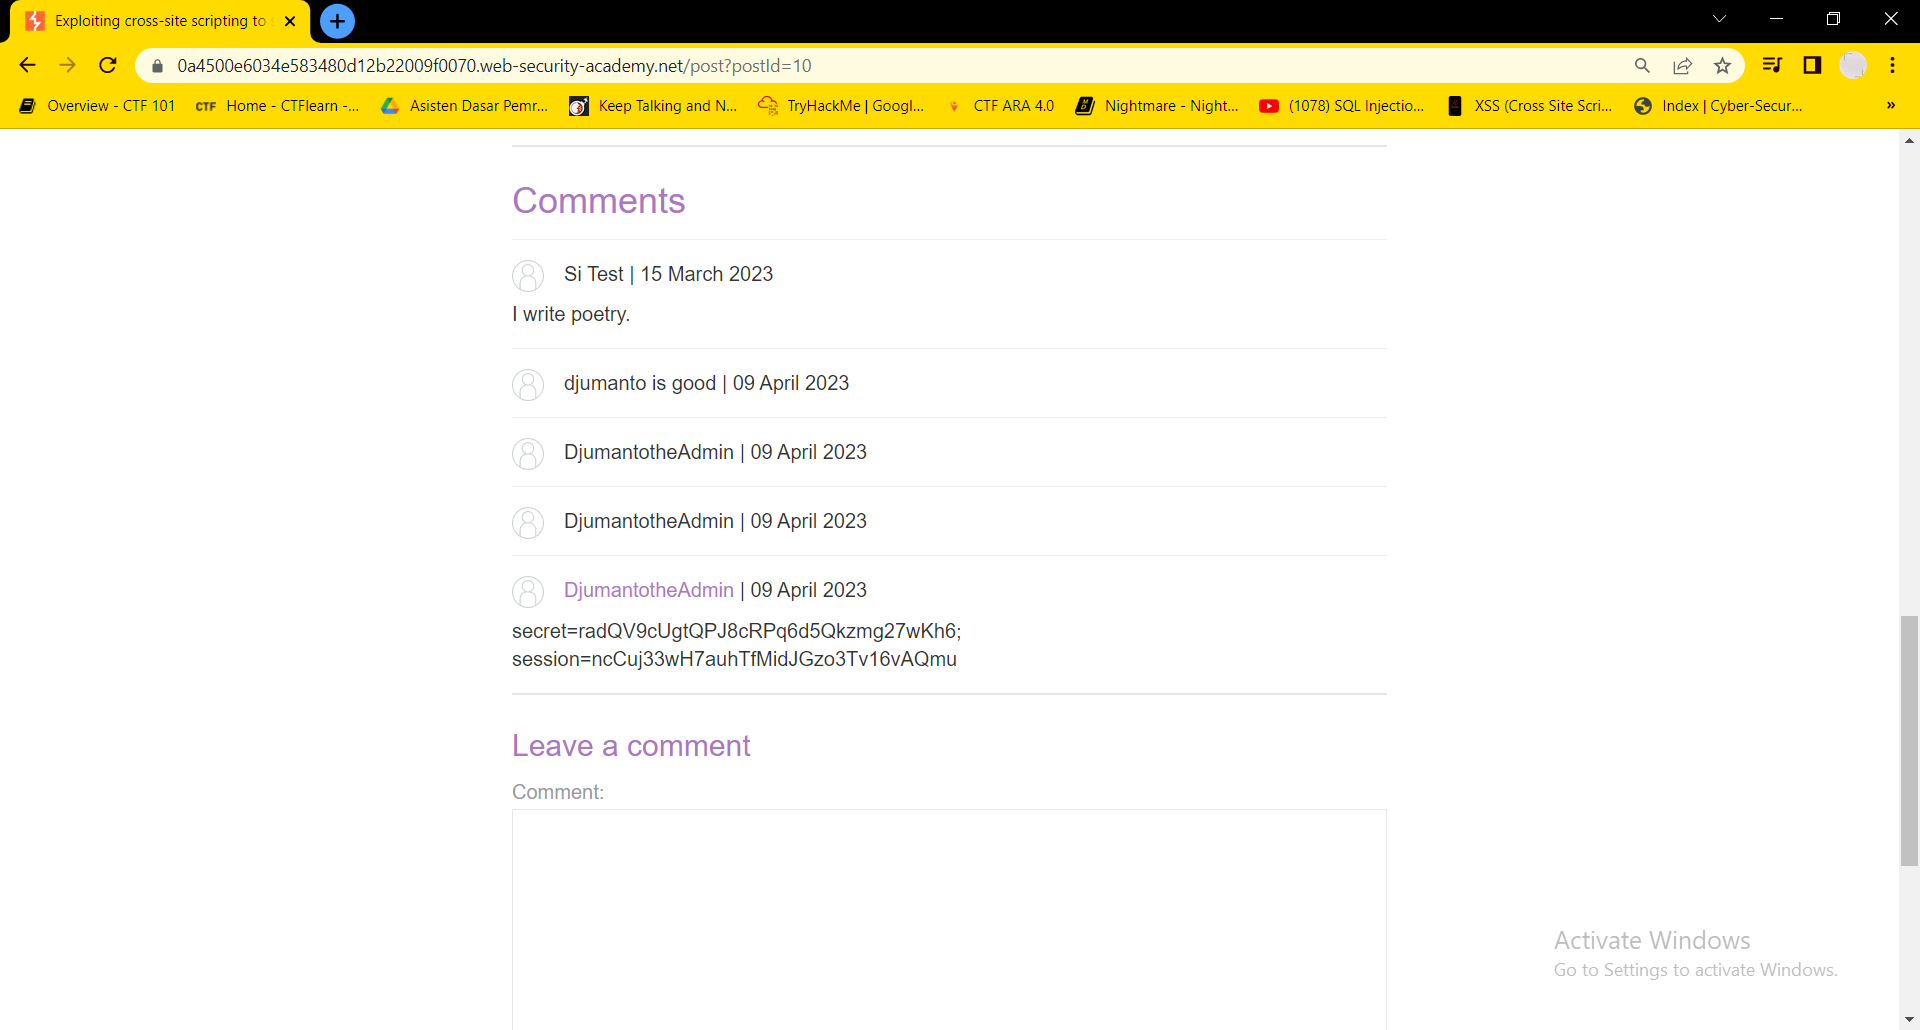 Exploiting cross-site scripting to s
0a4500e6034e583480d12b22009f0070.web-security-academy.net/post?postId=10
Overview - CTF 101 CTF Home - CTFlearn -... Asisten Dasar Pemr... Keep Talking and N... TryHackMe | Googl... CTF ARA 4.0 Nightmare - Night... (1078) SQL Injectio... XSS (Cross Site Scri... Index | Cyber-Secur... »
Comments
Si Test | 15 March 2023
I write poetry.
djumanto is good | 09 April 2023
DjumantotheAdmin | 09 April 2023
DjumantotheAdmin | 09 April 2023
DjumantotheAdmin | 09 April 2023
secret=radQV9cUgtQPJ8cRPq6d5Qkzmg27wKh6;
session=ncCuj33wH7auhTfMidJGzo3Tv16vAQmu
Leave a comment
Comment:
Activate Windows
Go to Settings to activate Windows.